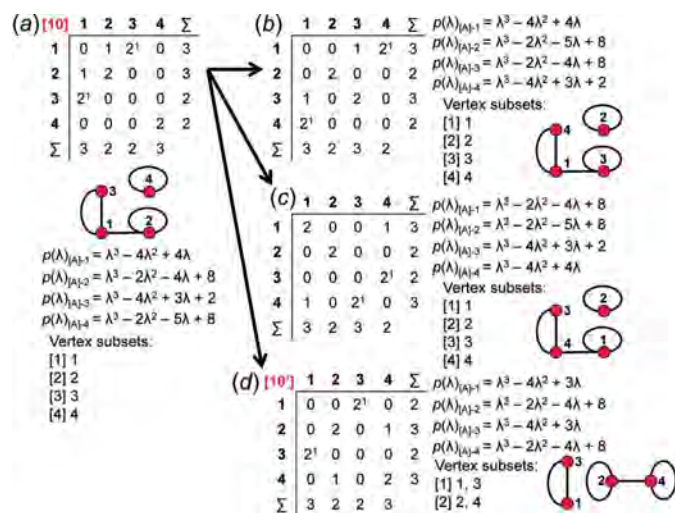 (a) [10] 1 2 3 4 Σ
1 0 1 2¹ 0 3
2 1 2 0 0 3
3 2¹ 0 0 0 2
4 0 0 0 2 2
Σ 3 2 2 3
4
3
1
2
p(λ)[A]-1 = λ³ − 4λ² + 4λ
p(λ)[A]-2 = λ³ − 2λ² − 4λ + 8
p(λ)[A]-3 = λ³ − 4λ² + 3λ + 2
p(λ)[A]-4 = λ³ − 2λ² − 5λ + 8
Vertex subsets:
[1] 1
[2] 2
[3] 3
[4] 4
(b) 1 2 3 4 Σ
1 0 0 1 2¹ 3
2 0 2 0 0 2
3 1 0 2 0 3
4 2¹ 0 0 0 2
Σ 3 2 3 2
p(λ)[A]-1 = λ³ − 4λ² + 4λ
p(λ)[A]-2 = λ³ − 2λ² − 5λ + 8
p(λ)[A]-3 = λ³ − 2λ² − 4λ + 8
p(λ)[A]-4 = λ³ − 4λ² + 3λ + 2
Vertex subsets:
[1] 1
[2] 2
[3] 3
[4] 4
2
4
1
3
(c) 1 2 3 4 Σ
1 2 0 0 1 3
2 0 2 0 0 2
3 0 0 0 2¹ 2
4 1 0 2¹ 0 3
Σ 3 2 3 2
p(λ)[A]-1 = λ³ − 2λ² − 4λ + 8
p(λ)[A]-2 = λ³ − 2λ² − 5λ + 8
p(λ)[A]-3 = λ³ − 4λ² + 3λ + 2
p(λ)[A]-4 = λ³ − 4λ² + 4λ
Vertex subsets:
[1] 1
[2] 2
[3] 3
[4] 4
2
3
4
1
(d) [10'] 1 2 3 4 Σ
1 0 0 2¹ 0 2
2 0 2 0 1 3
3 2¹ 0 0 0 2
4 0 1 0 2 3
Σ 3 2 2 3
p(λ)[A]-1 = λ³ − 4λ² + 3λ
p(λ)[A]-2 = λ³ − 2λ² − 4λ + 8
p(λ)[A]-3 = λ³ − 4λ² + 3λ
p(λ)[A]-4 = λ³ − 2λ² − 4λ + 8
Vertex subsets:
[1] 1, 3
[2] 2, 4
3
1
2
4